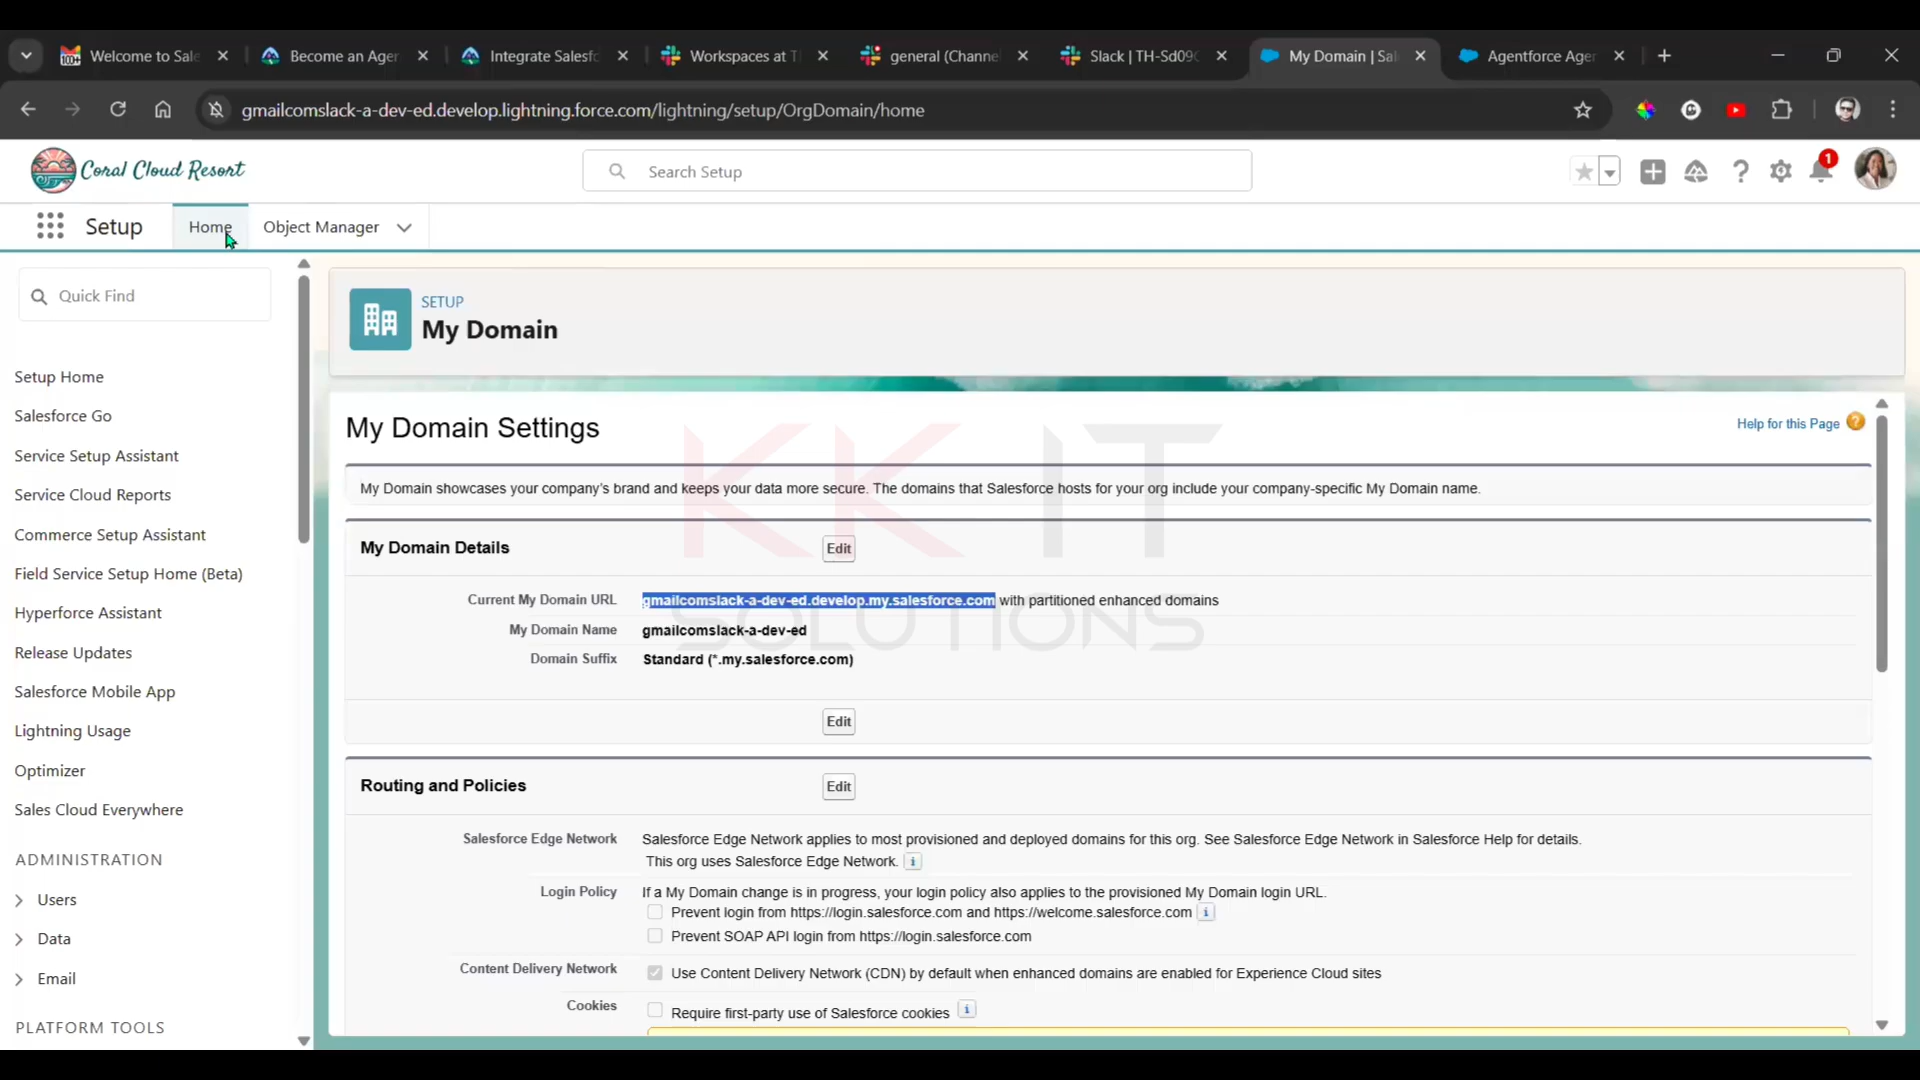 Welcome to Sale
Become an Agen
Integrate Salesfo
Workspaces at T
general (Channe
Slack | TH-Sd09
My Domain | Sal
Agentforce Agen
gmailcomslack-a-dev-ed.develop.lightning.force.com/lightning/setup/OrgDomain/home
Coral Cloud Resort
Search Setup
1
Setup
Home
Object Manager
Quick Find
Setup Home
Salesforce Go
Service Setup Assistant
Service Cloud Reports
Commerce Setup Assistant
Field Service Setup Home (Beta)
Hyperforce Assistant
Release Updates
Salesforce Mobile App
Lightning Usage
Optimizer
Sales Cloud Everywhere
ADMINISTRATION
Users
Data
Email
PLATFORM TOOLS
SETUP
My Domain
My Domain Settings
Help for this Page
My Domain showcases your company's brand and keeps your data more secure. The domains that Salesforce hosts for your org include your company-specific My Domain name.
My Domain Details
Edit
Current My Domain URL gmailcomslack-a-dev-ed.develop.my.salesforce.com with partitioned enhanced domains
My Domain Name gmailcomslack-a-dev-ed
Domain Suffix Standard (*.my.salesforce.com)
Edit
Routing and Policies
Edit
Salesforce Edge Network Salesforce Edge Network applies to most provisioned and deployed domains for this org. See Salesforce Edge Network in Salesforce Help for details.
This org uses Salesforce Edge Network.
Login Policy If a My Domain change is in progress, your login policy also applies to the provisioned My Domain login URL.
Prevent login from https://login.salesforce.com and https://welcome.salesforce.com
Prevent SOAP API login from https://login.salesforce.com
Content Delivery Network Use Content Delivery Network (CDN) by default when enhanced domains are enabled for Experience Cloud sites
Cookies Require first-party use of Salesforce cookies
KK IT
SOLUTIONS